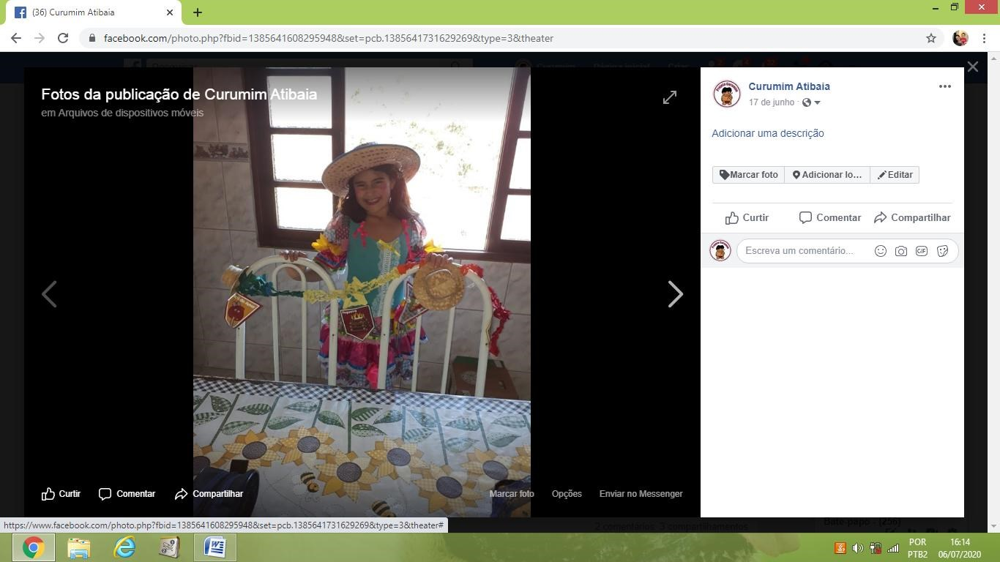 (36) Curumim Atibaia
facebook.com/photo.php?fbid=1385641608295948&set=pcb.1385641731629269&type=3&theater
Fotos da publicação de Curumim Atibaia
em Arquivos de dispositivos móveis
Curumim Atibaia
17 de junho ·
Adicionar uma descrição
Marcar foto Adicionar lo... Editar
Curtir Comentar Compartilhar
Escreva um comentário... GIF
Curtir Comentar Compartilhar Marcar foto Opções Enviar no Messenger
https://www.facebook.com/photo.php?fbid=1385641608295948&set=pcb.1385641731629269&type=3&theater#
2 comentários 3 compartilhamentos
Bate-papo - (256)
POR 16:14
PTB2 06/07/2020